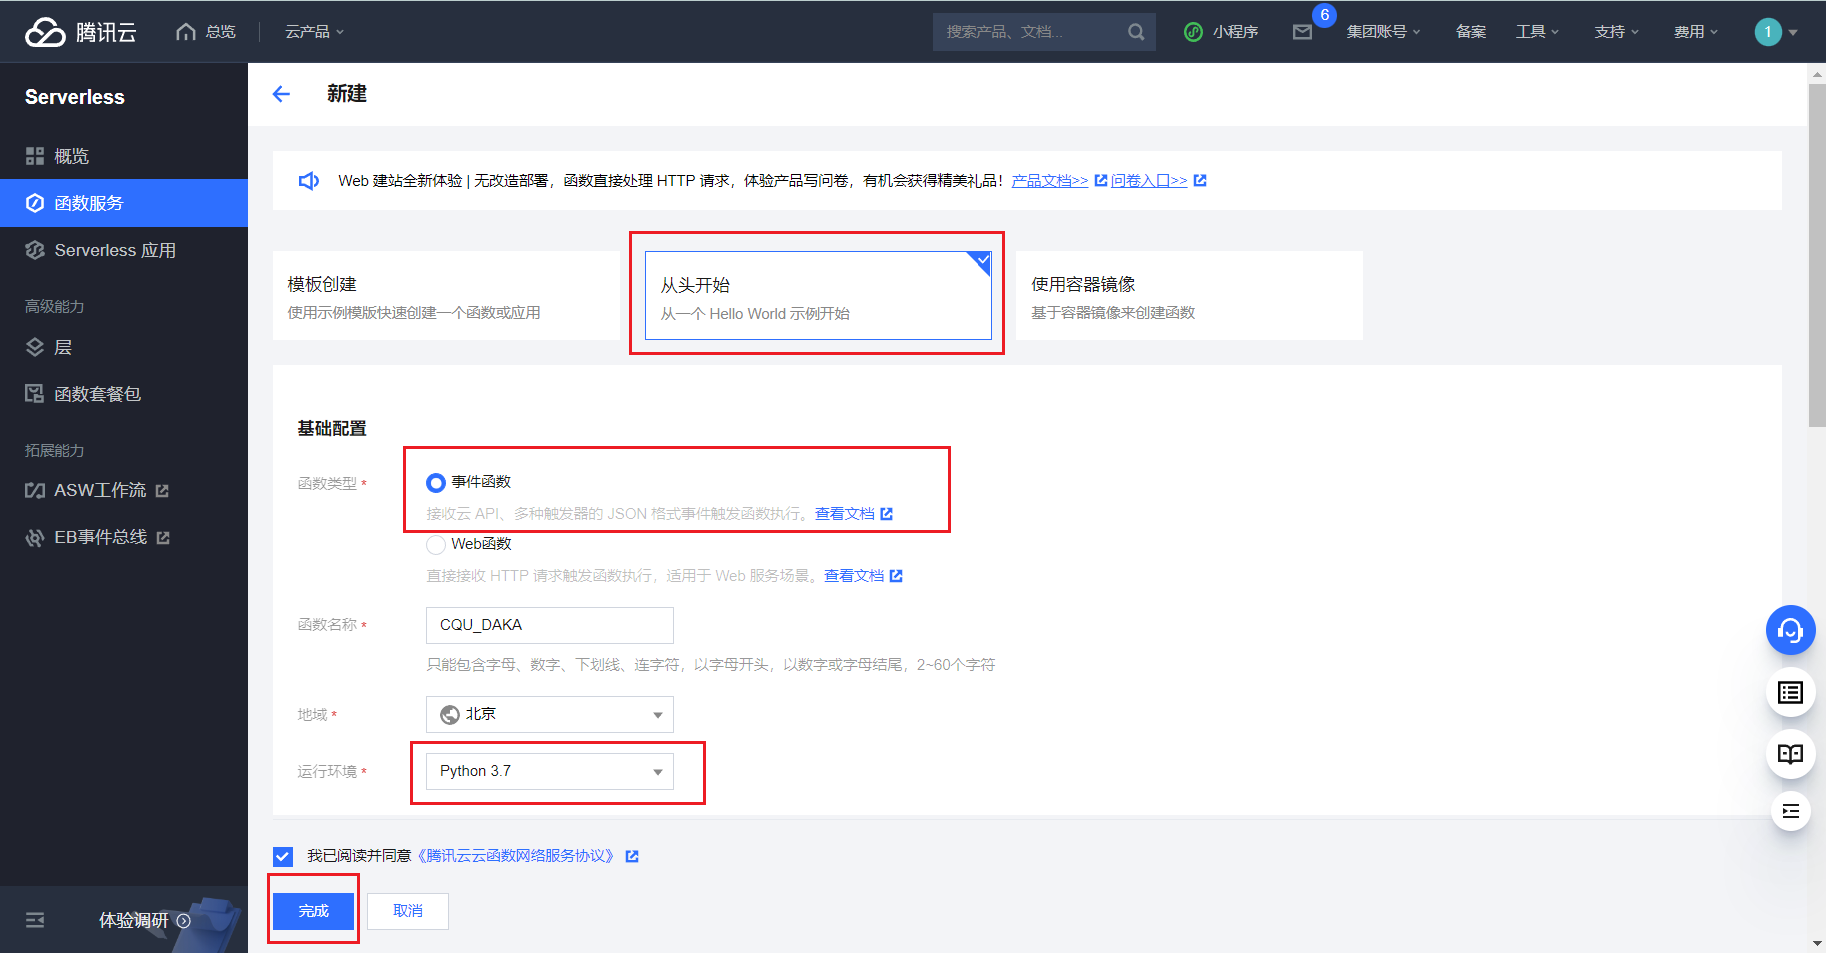 腾讯云
总览
云产品
搜索产品、文档...
小程序
6
集团账号
备案
工具
支持
费用
1
Serverless
概览
函数服务
Serverless 应用
高级能力
层
函数套餐包
拓展能力
ASW工作流
EB事件总线
体验调研
新建
Web 建站全新体验 | 无改造部署，函数直接处理 HTTP 请求，体验产品写问卷，有机会获得精美礼品！产品文档>> 问卷入口>>
模板创建
使用示例模版快速创建一个函数或应用
从头开始
从一个 Hello World 示例开始
使用容器镜像
基于容器镜像来创建函数
基础配置
函数类型 *
事件函数
接收云 API、多种触发器的 JSON 格式事件触发函数执行。查看文档
Web函数
直接接收 HTTP 请求触发函数执行，适用于 Web 服务场景。查看文档
函数名称 *
CQU_DAKA
只能包含字母、数字、下划线、连字符，以字母开头，以数字或字母结尾，2~60个字符
地域 *
北京
运行环境 *
Python 3.7
我已阅读并同意《腾讯云云函数网络服务协议》
完成
取消